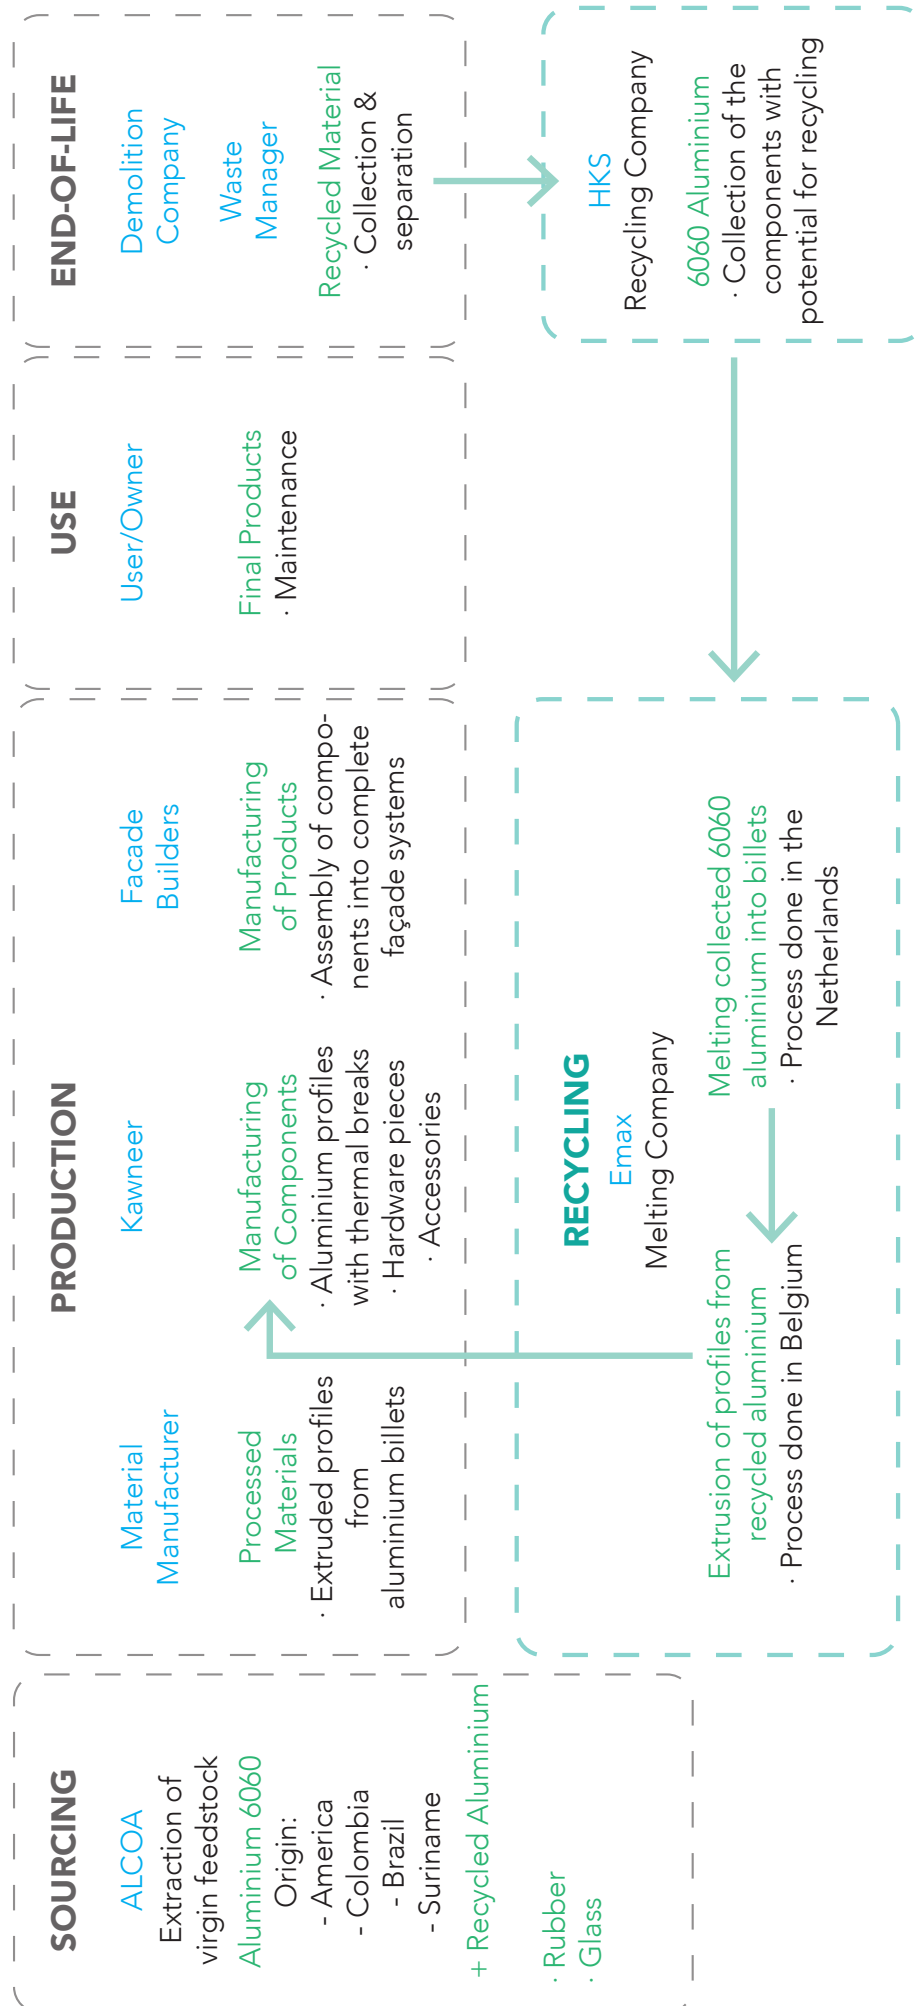 SOURCING
ALCOA
Extraction of
virgin feedstock
Aluminium 6060
Origin:
- America
- Colombia
- Brazil
- Suriname
+ Recycled Aluminium
· Rubber
· Glass
PRODUCTION
Material
Manufacturer
Processed
Materials
· Extruded profiles
from
aluminium billets
Kawneer
Manufacturing
of Components
· Aluminium profiles
with thermal breaks
· Hardware pieces
· Accessories
Facade
Builders
Manufacturing
of Products
· Assembly of compo-
nents into complete
façade systems
USE
User/Owner
Final Products
· Maintenance
END-OF-LIFE
Demolition
Company
Waste
Manager
Recycled Material
· Collection &
separation
RECYCLING
Emax
Melting Company
Extrusion of profiles from
recycled aluminium
· Process done in Belgium
Melting collected 6060
aluminium into billets
· Process done in the
Netherlands
HKS
Recycling Company
6060 Aluminium
· Collection of the
components with
potential for recycling